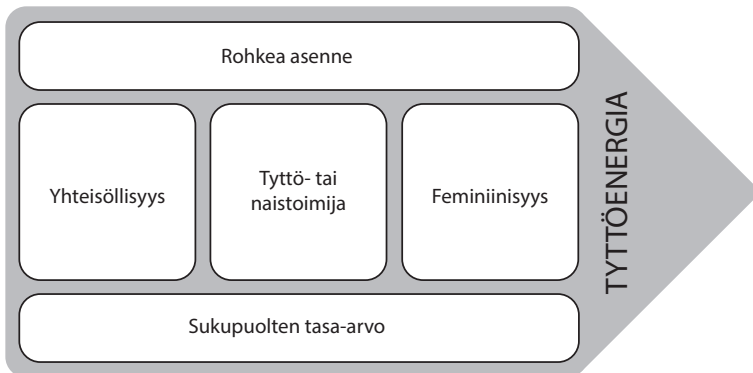 Rohkea asenne
Yhteisöllisyys
Tyttö- tai
naistoimija
Feminiinisyys
Sukupuolten tasa-arvo
TYTTÖENERGIA